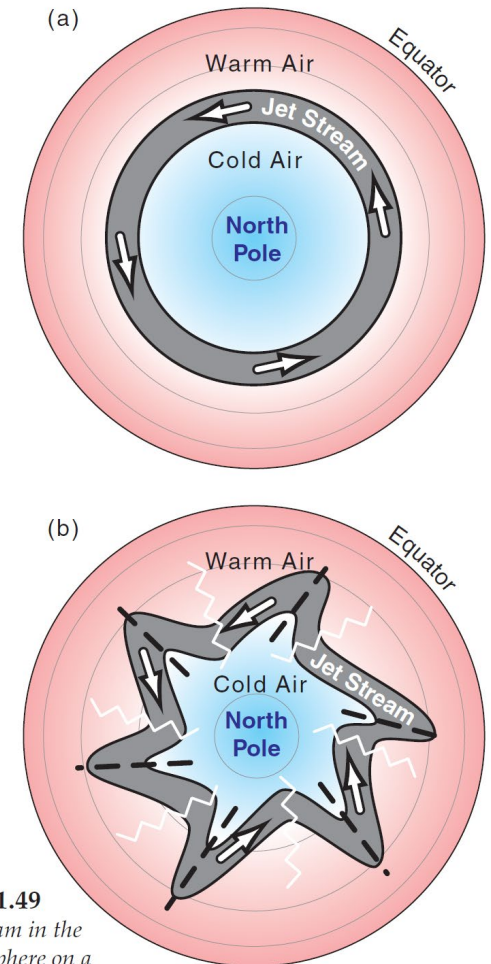 (a)
Equator
Warm Air
Jet Stream
Cold Air
North
Pole
(b)
Equator
Warm Air
Jet Stream
Cold Air
North
Pole
1.49
am in the
phere on a